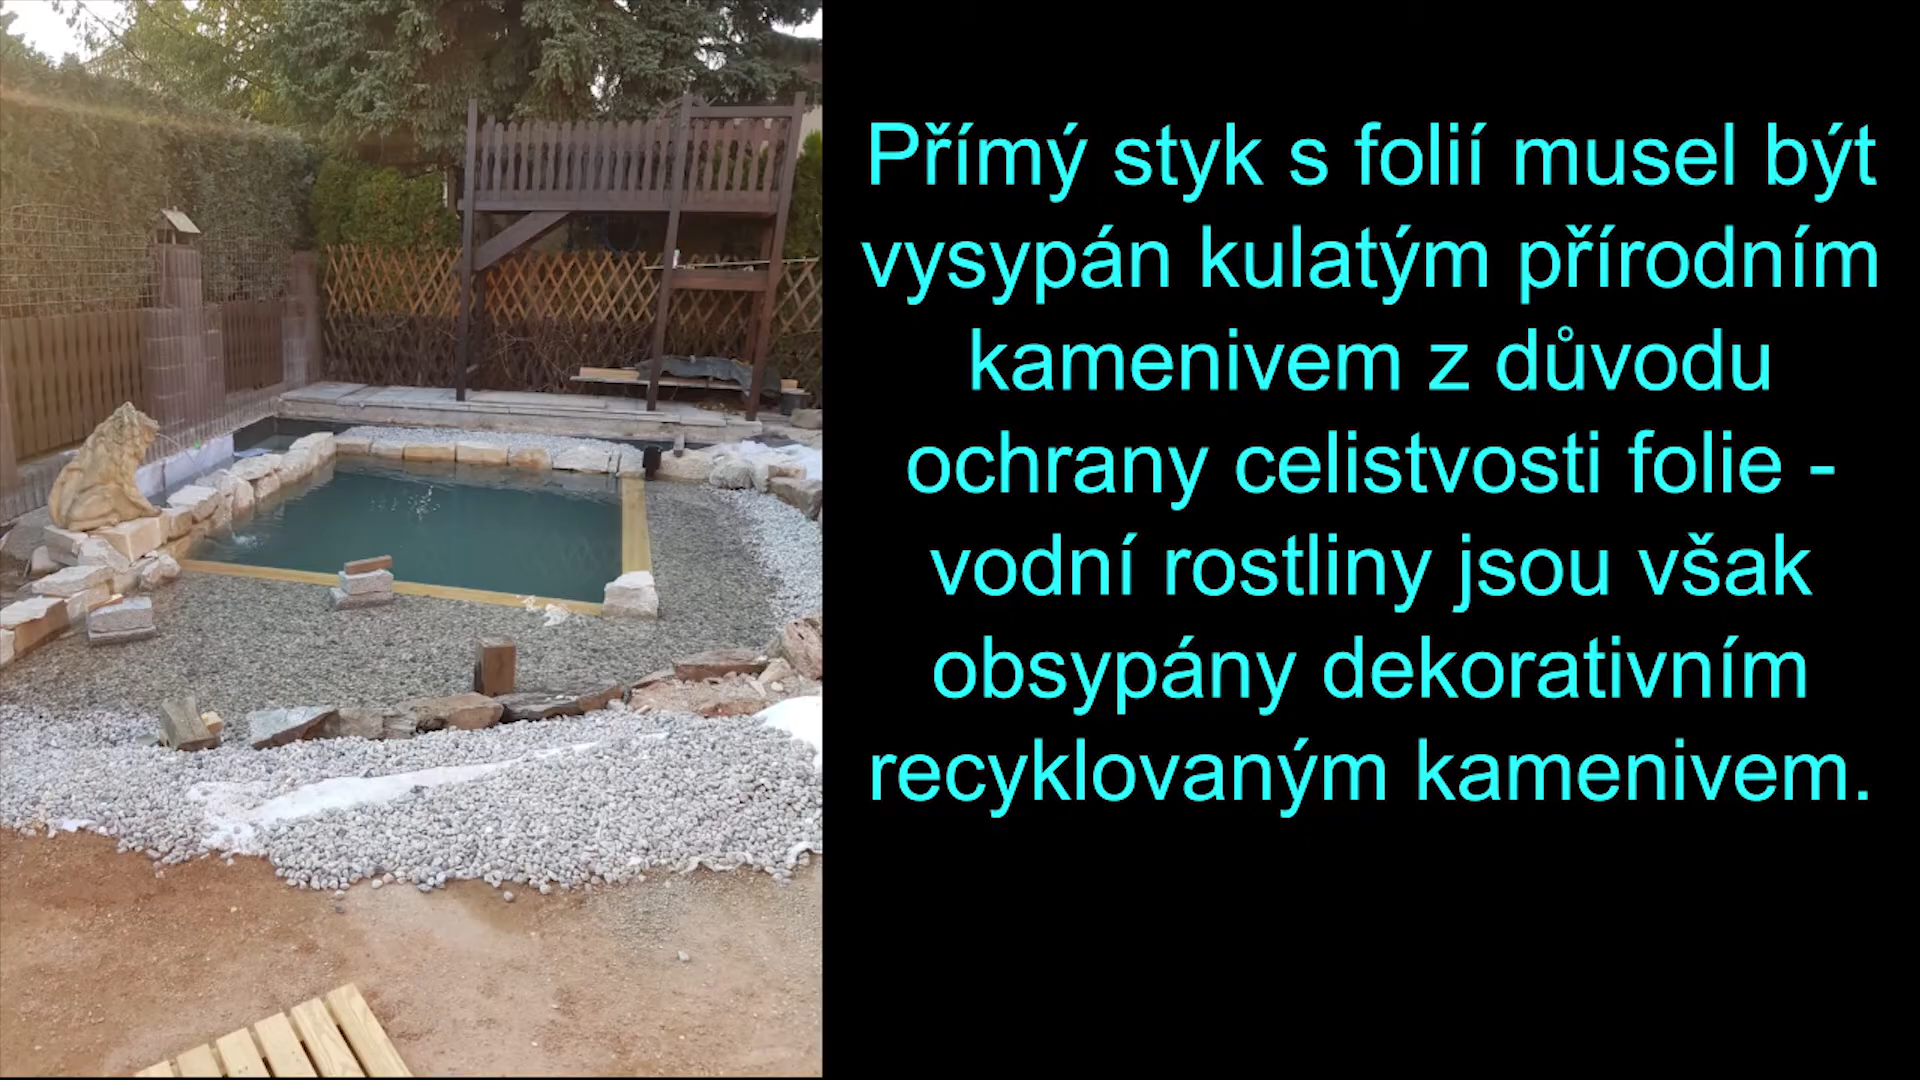 Přímý styk s folií musel být
vysypán kulatým přírodním
kamenivem z důvodu
ochrany celistvosti folie -
vodní rostliny jsou však
obsypány dekorativním
recyklovaným kamenivem.